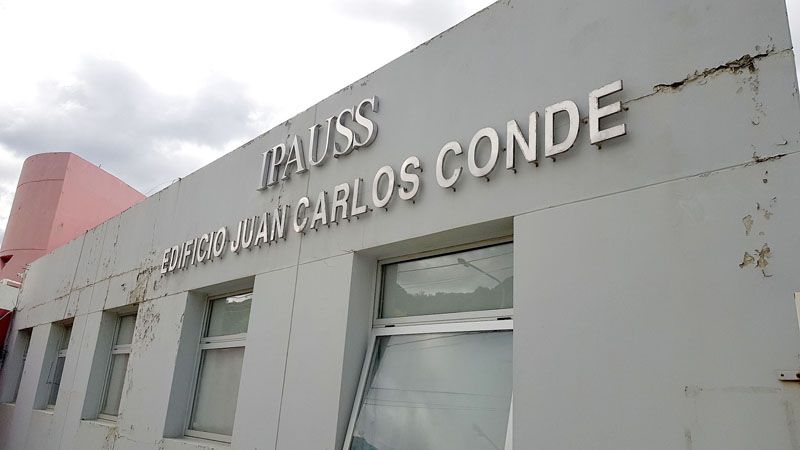 IPAUSS
EDIFICIO JUAN CARLOS CONDE